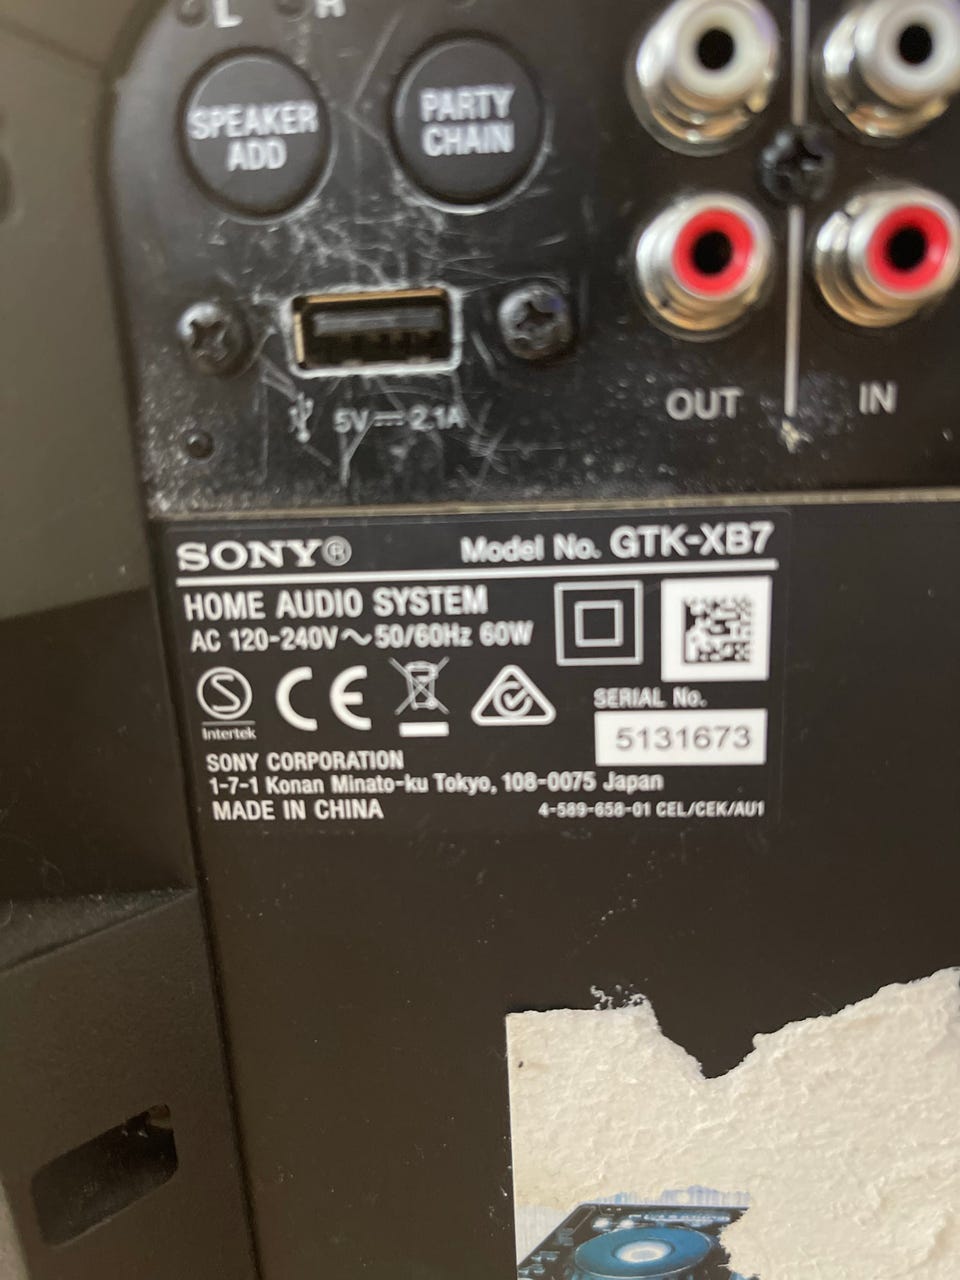 L R
SPEAKER
ADD
PARTY
CHAIN
5V⎓2.1A
OUT IN
SONY® Model No. GTK-XB7
HOME AUDIO SYSTEM
AC 120-240V～50/60Hz 60W
S
Intertek
CE
SERIAL No.
5131673
SONY CORPORATION
1-7-1 Konan Minato-ku Tokyo, 108-0075 Japan
MADE IN CHINA
4-589-658-01 CEL/CEK/AU1